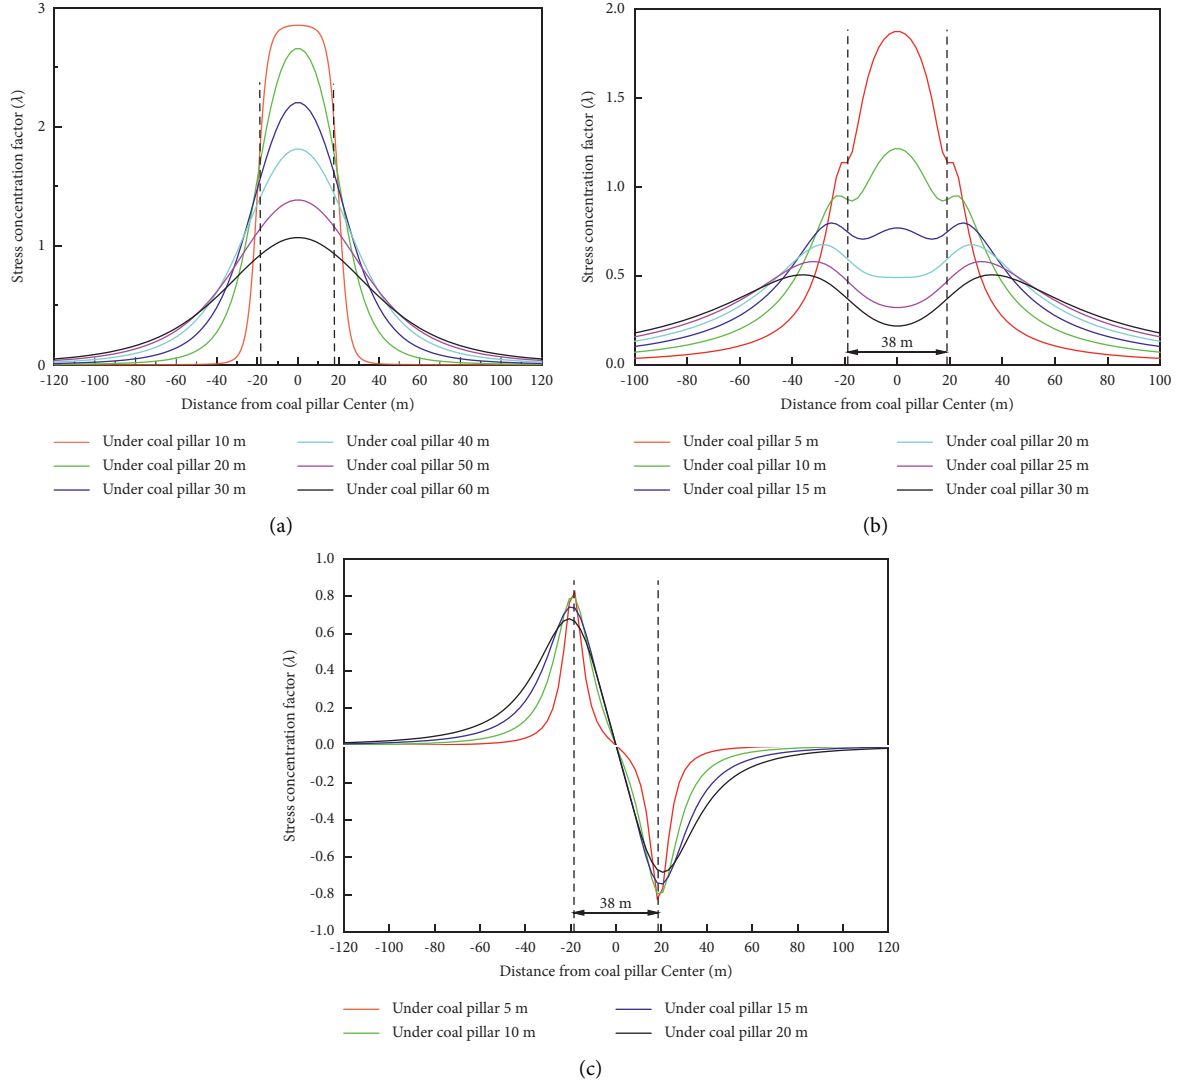 3
2
1
0
Stress concentration factor (λ)
-120 -100 -80 -60 -40 -20 0 20 40 60 80 100 120
Distance from coal pillar Center (m)
Under coal pillar 10 m
Under coal pillar 20 m
Under coal pillar 30 m
Under coal pillar 40 m
Under coal pillar 50 m
Under coal pillar 60 m
(a)
2.0
1.5
1.0
0.5
0.0
Stress concentration factor (λ)
38 m
-100 -80 -60 -40 -20 0 20 40 60 80 100
Distance from coal pillar Center (m)
Under coal pillar 5 m
Under coal pillar 10 m
Under coal pillar 15 m
Under coal pillar 20 m
Under coal pillar 25 m
Under coal pillar 30 m
(b)
1.0
0.8
0.6
0.4
0.2
0.0
-0.2
-0.4
-0.6
-0.8
-1.0
Stress concentration factor (λ)
38 m
-120 -100 -80 -60 -40 -20 0 20 40 60 80 100 120
Distance from coal pillar Center (m)
Under coal pillar 5 m
Under coal pillar 10 m
Under coal pillar 15 m
Under coal pillar 20 m
(c)